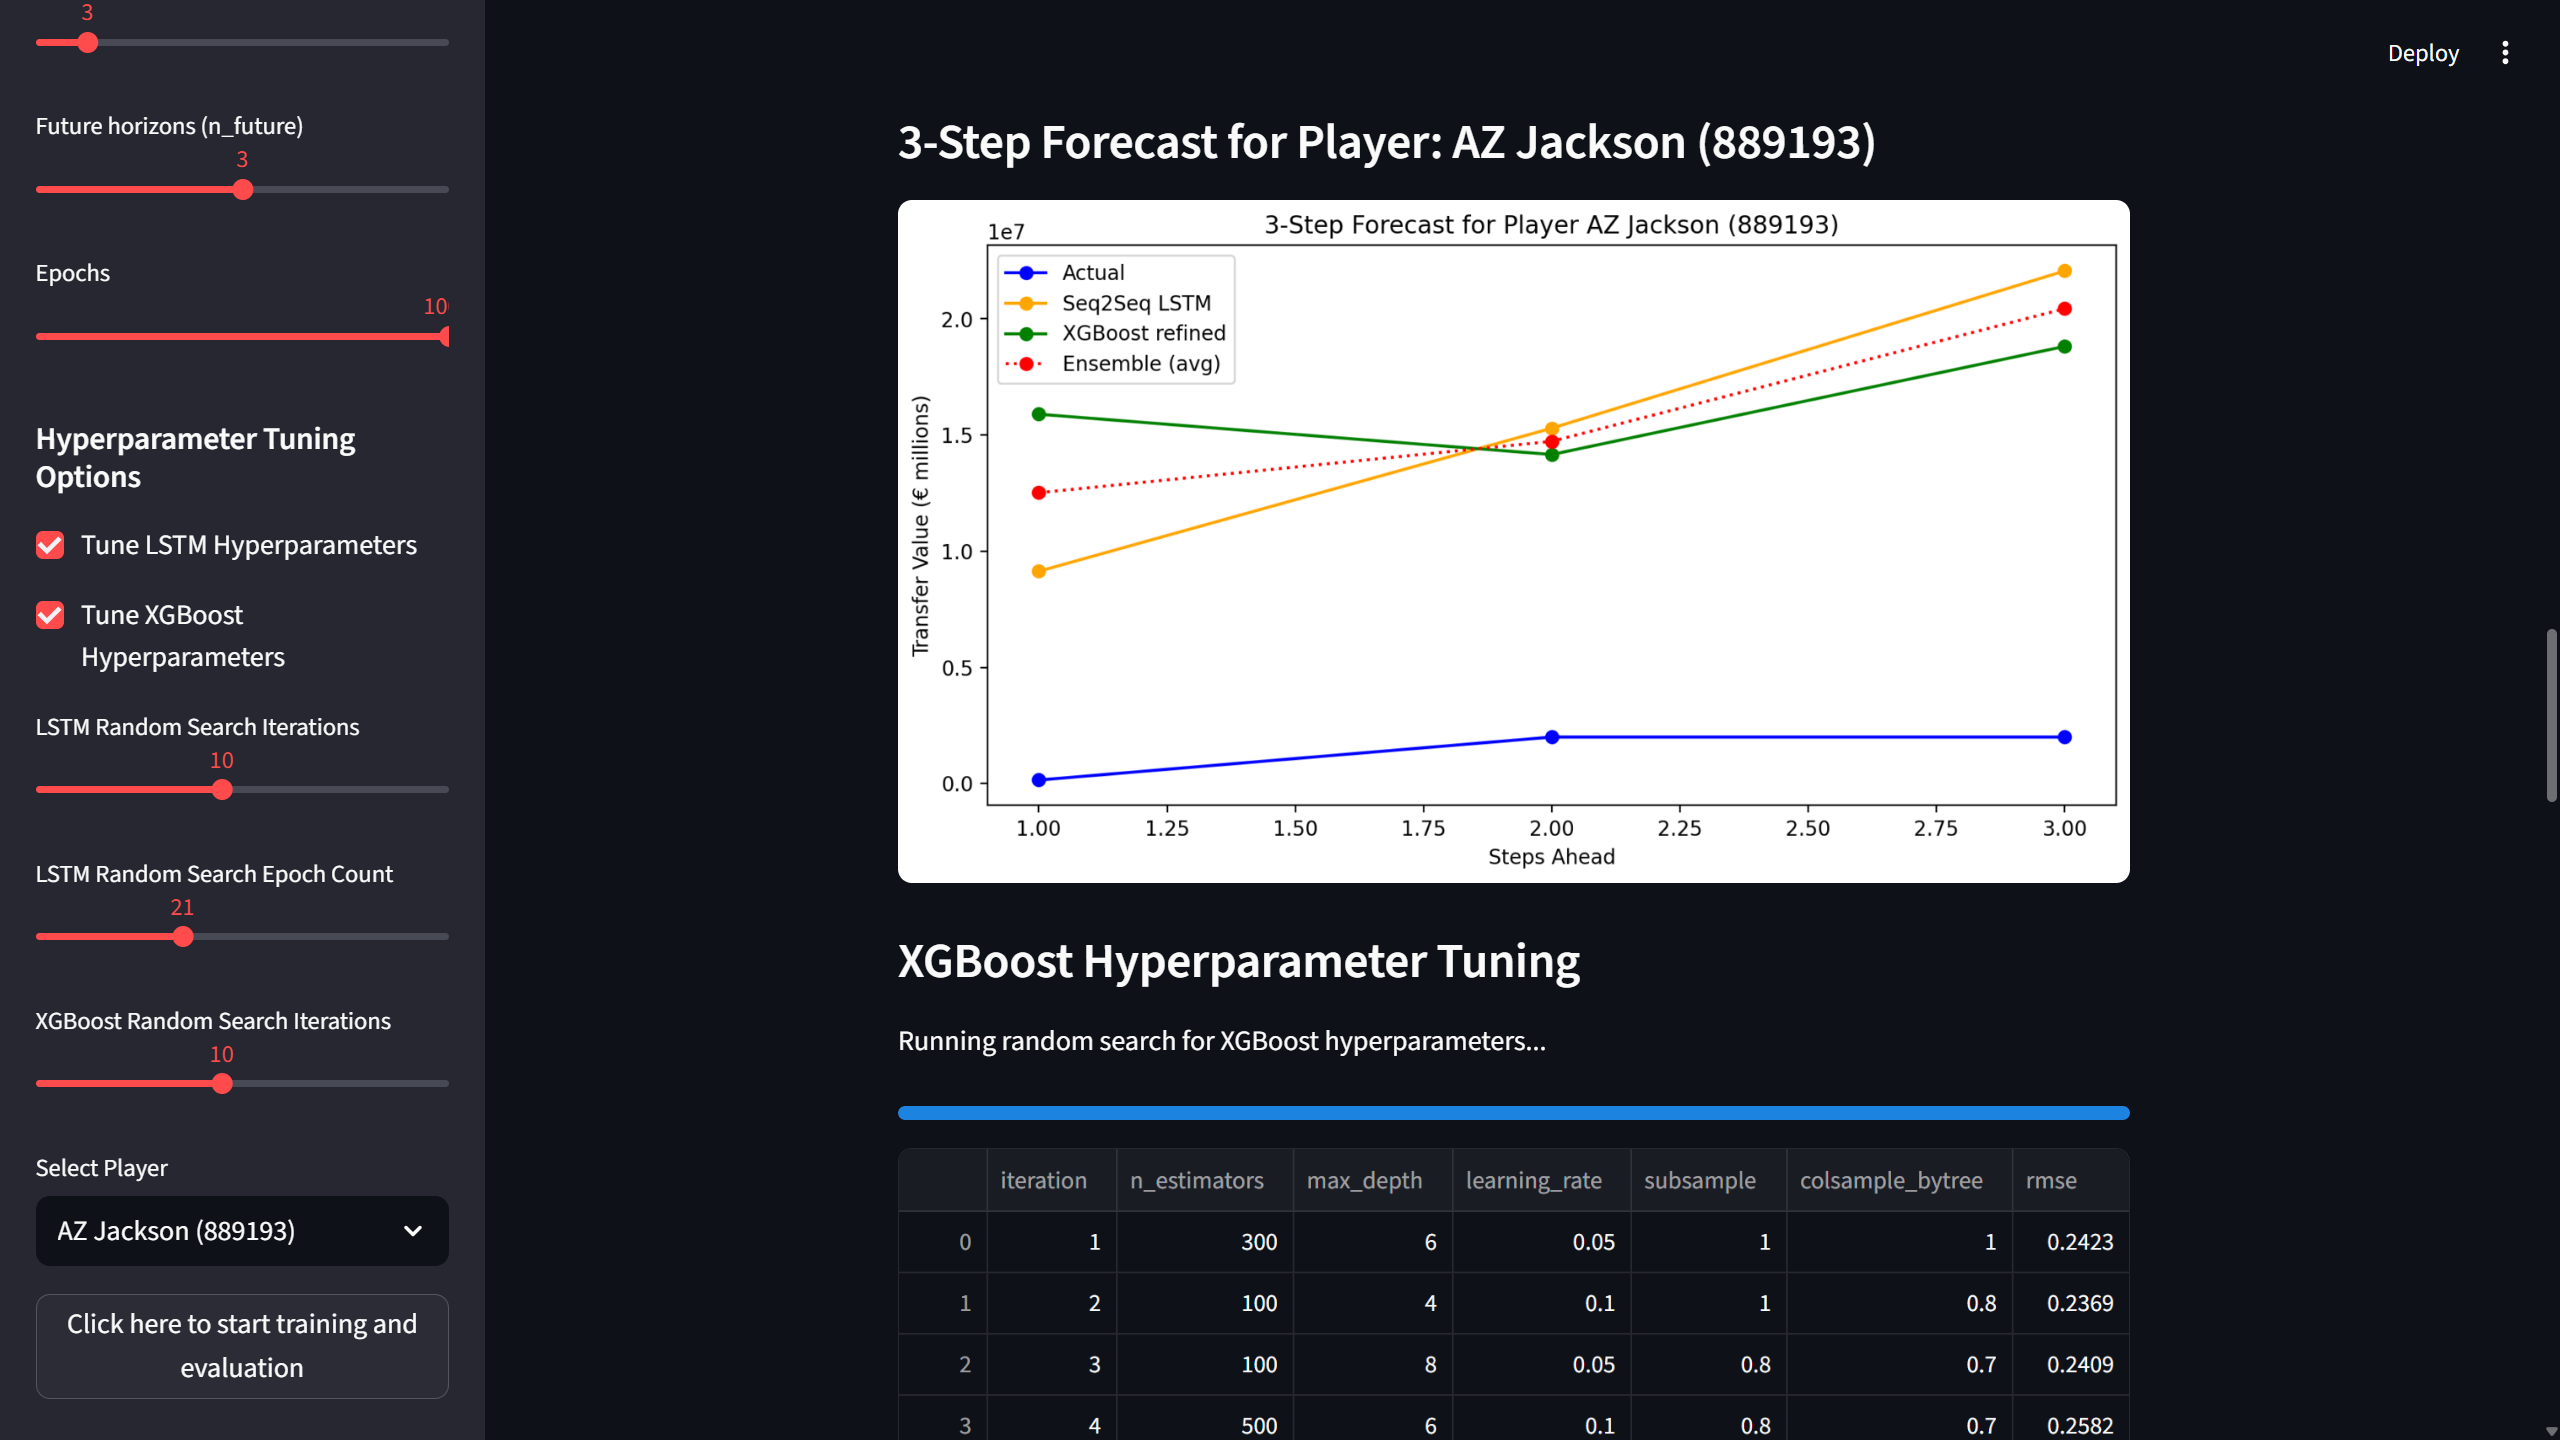 3
Future horizons (n_future)
3
Epochs
Hyperparameter Tuning
Options
Tune LSTM Hyperparameters
Tune XGBoost
Hyperparameters
LSTM Random Search Iterations
10
LSTM Random Search Epoch Count
21
XGBoost Random Search Iterations
10
Select Player
AZ Jackson (889193)
Click here to start training and
evaluation
Deploy
3-Step Forecast for Player: AZ Jackson (889193)
3-Step Forecast for Player AZ Jackson (889193)
1e7
Actual
Seq2Seq LSTM
XGBoost refined
Ensemble (avg)
Transfer Value (€ millions)
2.0
1.5
1.0
0.5
0.0
1.00 1.25 1.50 1.75 2.00 2.25 2.50 2.75 3.00
Steps Ahead
XGBoost Hyperparameter Tuning
Running random search for XGBoost hyperparameters...
iteration n_estimators max_depth learning_rate subsample colsample_bytree rmse
0 1 300 6 0.05 1 1 0.2423
1 2 100 4 0.1 1 0.8 0.2369
2 3 100 8 0.05 0.8 0.7 0.2409
3 4 500 6 0.1 0.8 0.7 0.2582